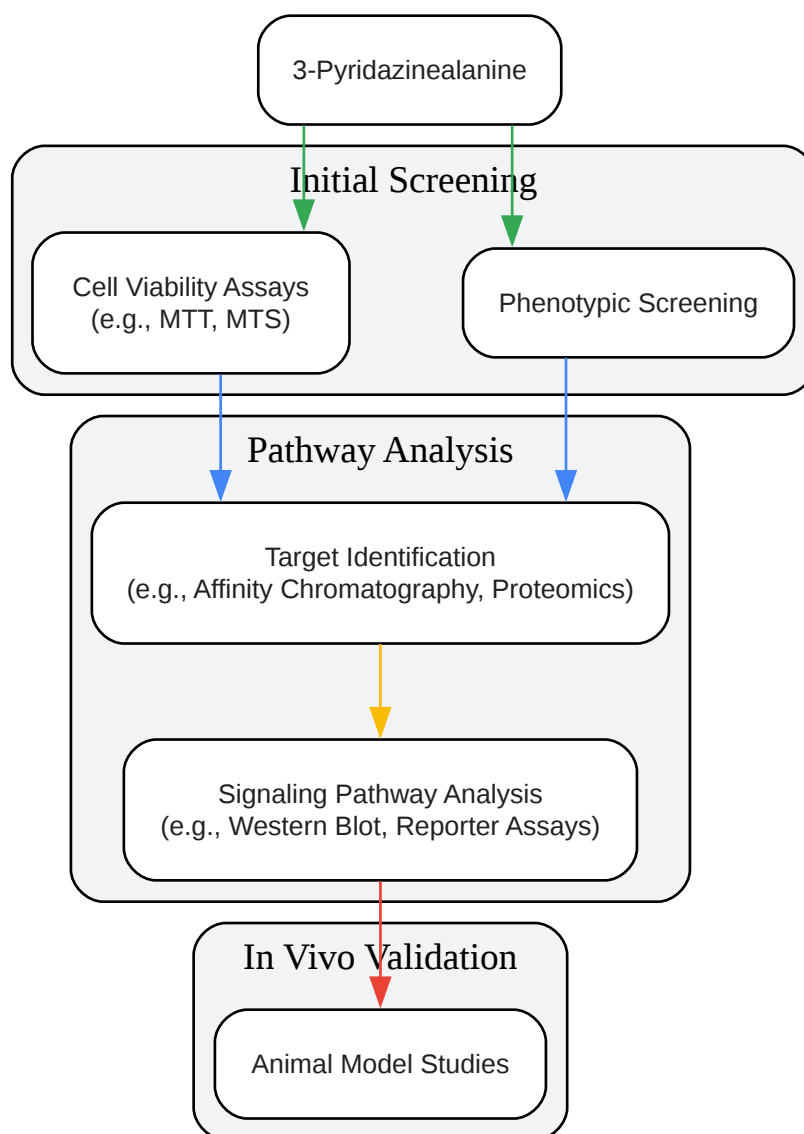 3-Pyridazinealanine
Initial Screening
Cell Viability Assays
(e.g., MTT, MTS)
Phenotypic Screening
Pathway Analysis
Target Identification
(e.g., Affinity Chromatography, Proteomics)
Signaling Pathway Analysis
(e.g., Western Blot, Reporter Assays)
In Vivo Validation
Animal Model Studies